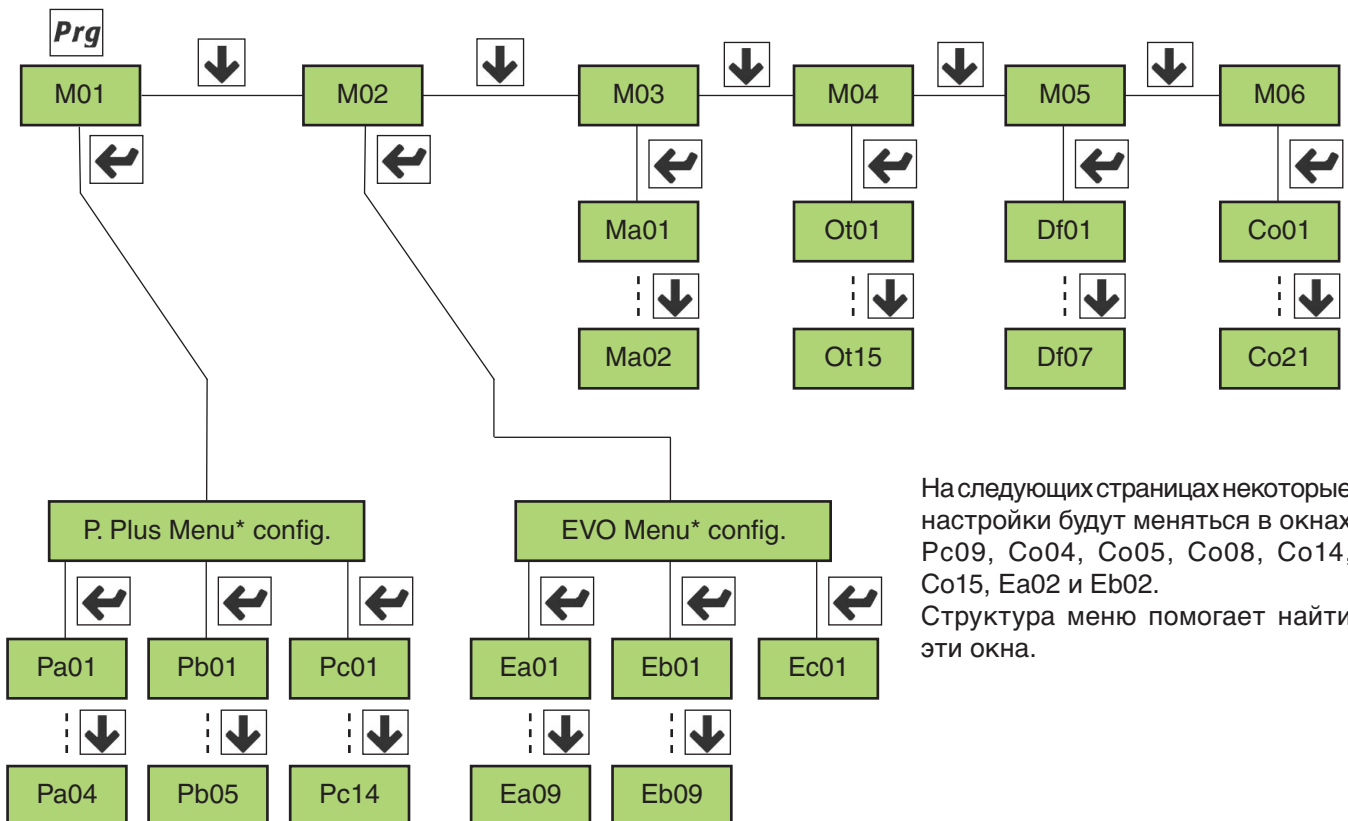 Prg
M01
M02
M03
M04
M05
M06
Ma01
Ot01
Df01
Co01
Ma02
Ot15
Df07
Co21
P. Plus Menu* config.
EVO Menu* config.
На следующих страницах некоторые
настройки будут меняться в окнах
Pc09, Co04, Co05, Co08, Co14,
Co15, Ea02 и Eb02.
Структура меню помогает найти
эти окна.
Pa01
Pb01
Pc01
Ea01
Eb01
Ec01
Pa04
Pb05
Pc14
Ea09
Eb09